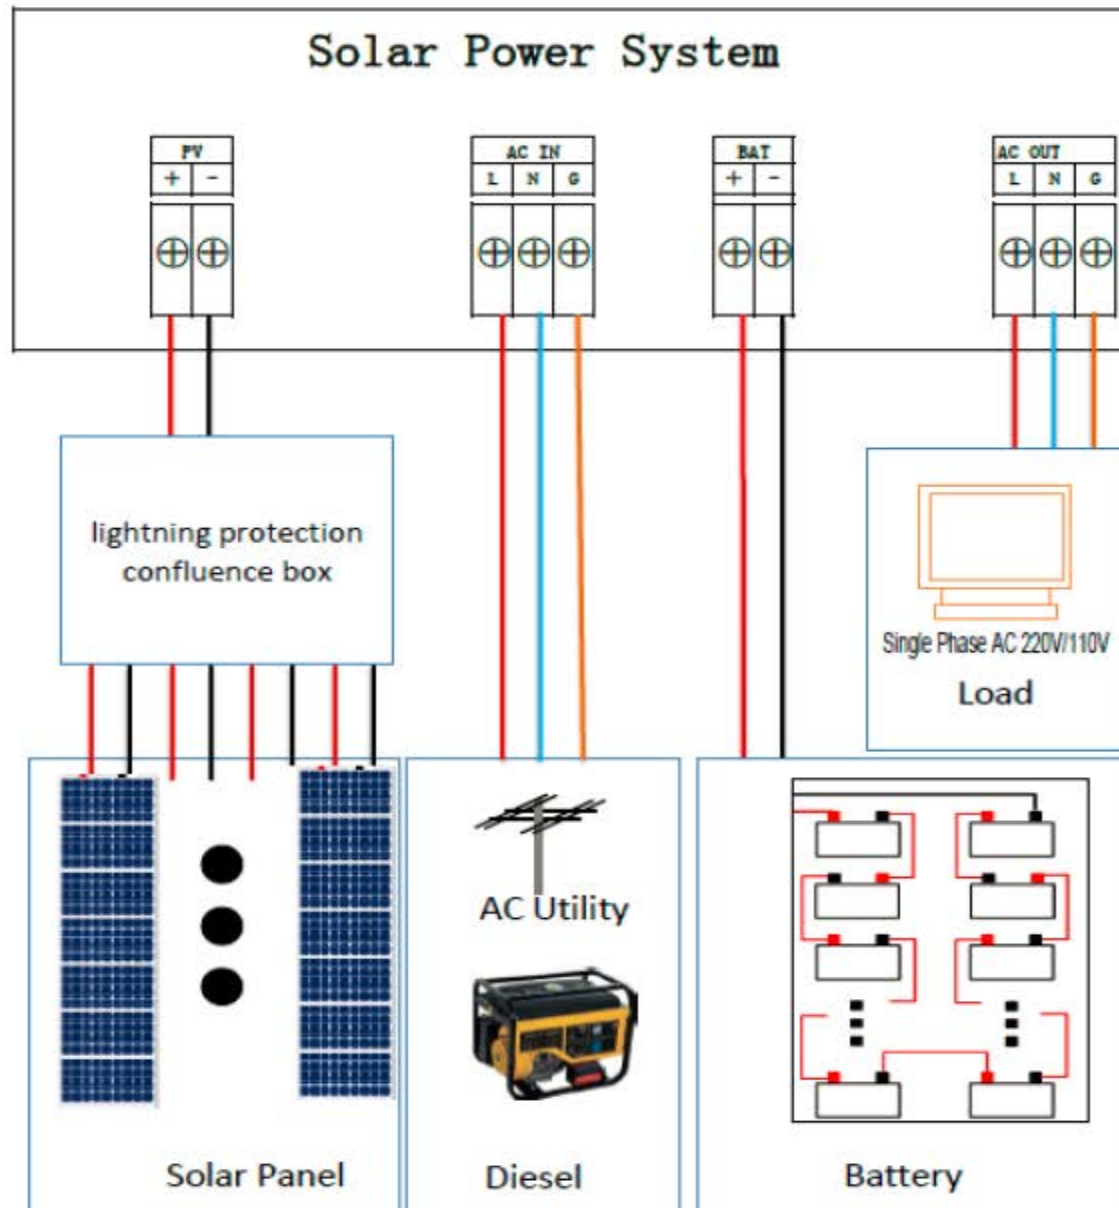 Solar Power System
PV
+ -
AC IN
L N G
BAT
+ -
AC OUT
L N G
lightning protection
confluence box
Single Phase AC 220V/110V
Load
AC Utility
Solar Panel
Diesel
Battery